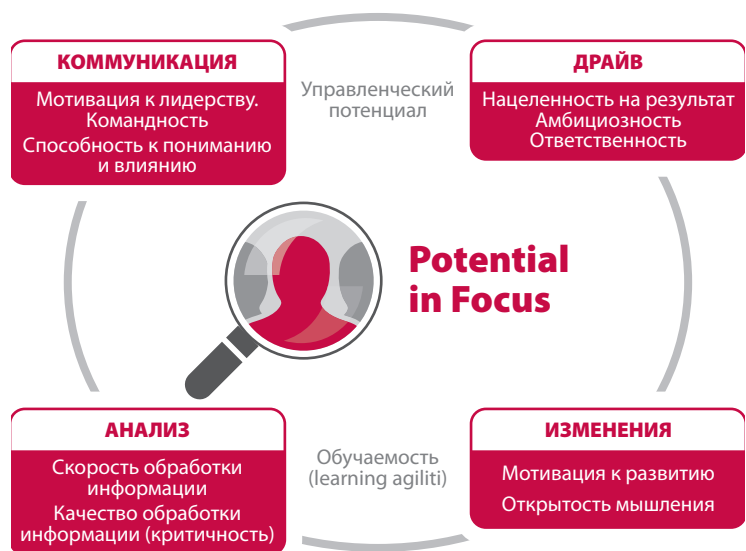 КОММУНИКАЦИЯ
Мотивация к лидерству.
Командность
Способность к пониманию
и влиянию
Управленческий
потенциал
ДРАЙВ
Нацеленность на результат
Амбициозность
Ответственность
Potential
in Focus
АНАЛИЗ
Скорость обработки
информации
Качество обработки
информации (критичность)
Обучаемость
(learning agiliti)
ИЗМЕНЕНИЯ
Мотивация к развитию
Открытость мышления